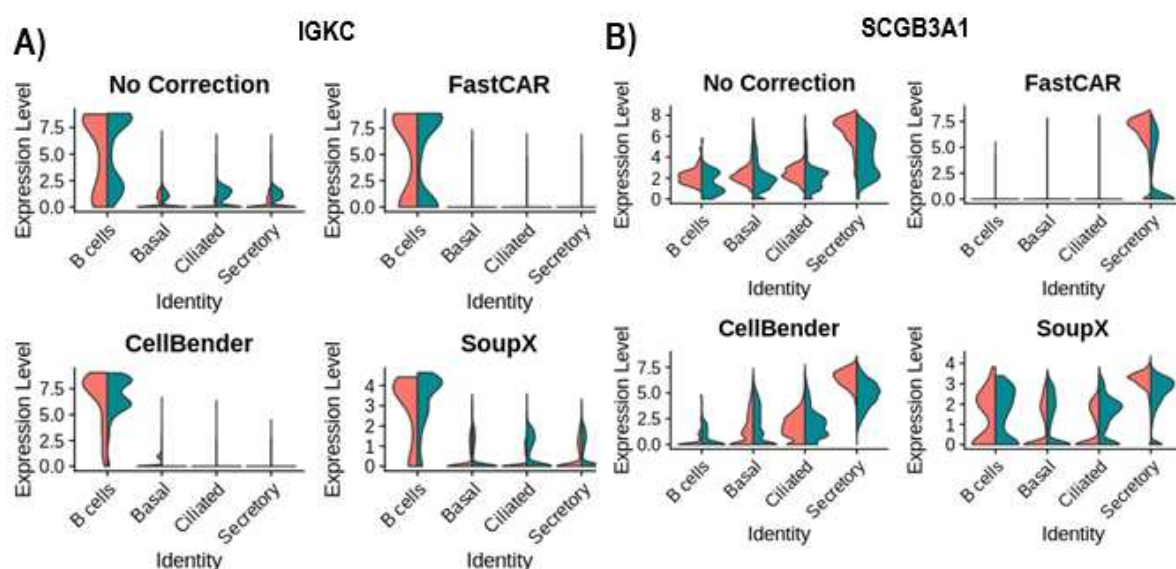 A)
IGKC
No Correction
Expression Level
7.5
5.0
2.5
0.0
B cells
Basal
Ciliated
Secretory
Identity
FastCAR
Expression Level
7.5
5.0
2.5
0.0
B cells
Basal
Ciliated
Secretory
Identity
CellBender
Expression Level
7.5
5.0
2.5
0.0
B cells
Basal
Ciliated
Secretory
Identity
SoupX
Expression Level
4
3
2
1
0
B cells
Basal
Ciliated
Secretory
Identity
B)
SCGB3A1
No Correction
Expression Level
8
6
4
2
0
B cells
Basal
Ciliated
Secretory
Identity
FastCAR
Expression Level
7.5
5.0
2.5
0.0
B cells
Basal
Ciliated
Secretory
Identity
CellBender
Expression Level
7.5
5.0
2.5
0.0
B cells
Basal
Ciliated
Secretory
Identity
SoupX
Expression Level
4
3
2
1
0
B cells
Basal
Ciliated
Secretory
Identity